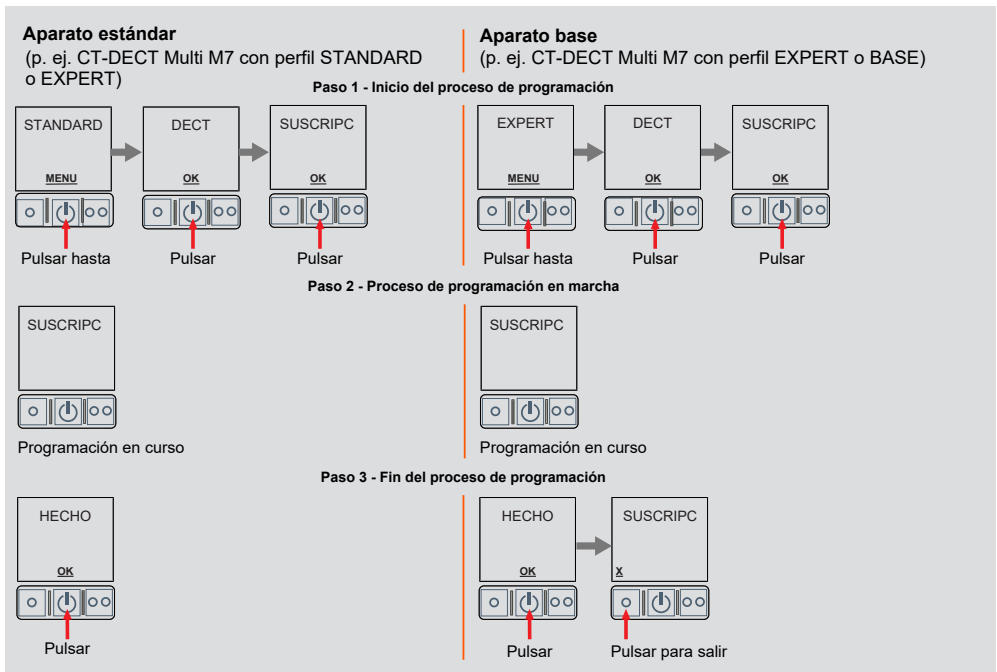 Aparato estándar
(p. ej. CT-DECT Multi M7 con perfil STANDARD
o EXPERT)
Aparato base
(p. ej. CT-DECT Multi M7 con perfil EXPERT o BASE)
Paso 1 - Inicio del proceso de programación
STANDARD
MENU
DECT
OK
SUSCRIPC
OK
Pulsar hasta
Pulsar
Pulsar
EXPERT
MENU
DECT
OK
SUSCRIPC
OK
Pulsar hasta
Pulsar
Pulsar
Paso 2 - Proceso de programación en marcha
SUSCRIPC
Programación en curso
SUSCRIPC
Programación en curso
Paso 3 - Fin del proceso de programación
HECHO
OK
Pulsar
HECHO
OK
SUSCRIPC
X
Pulsar
Pulsar para salir